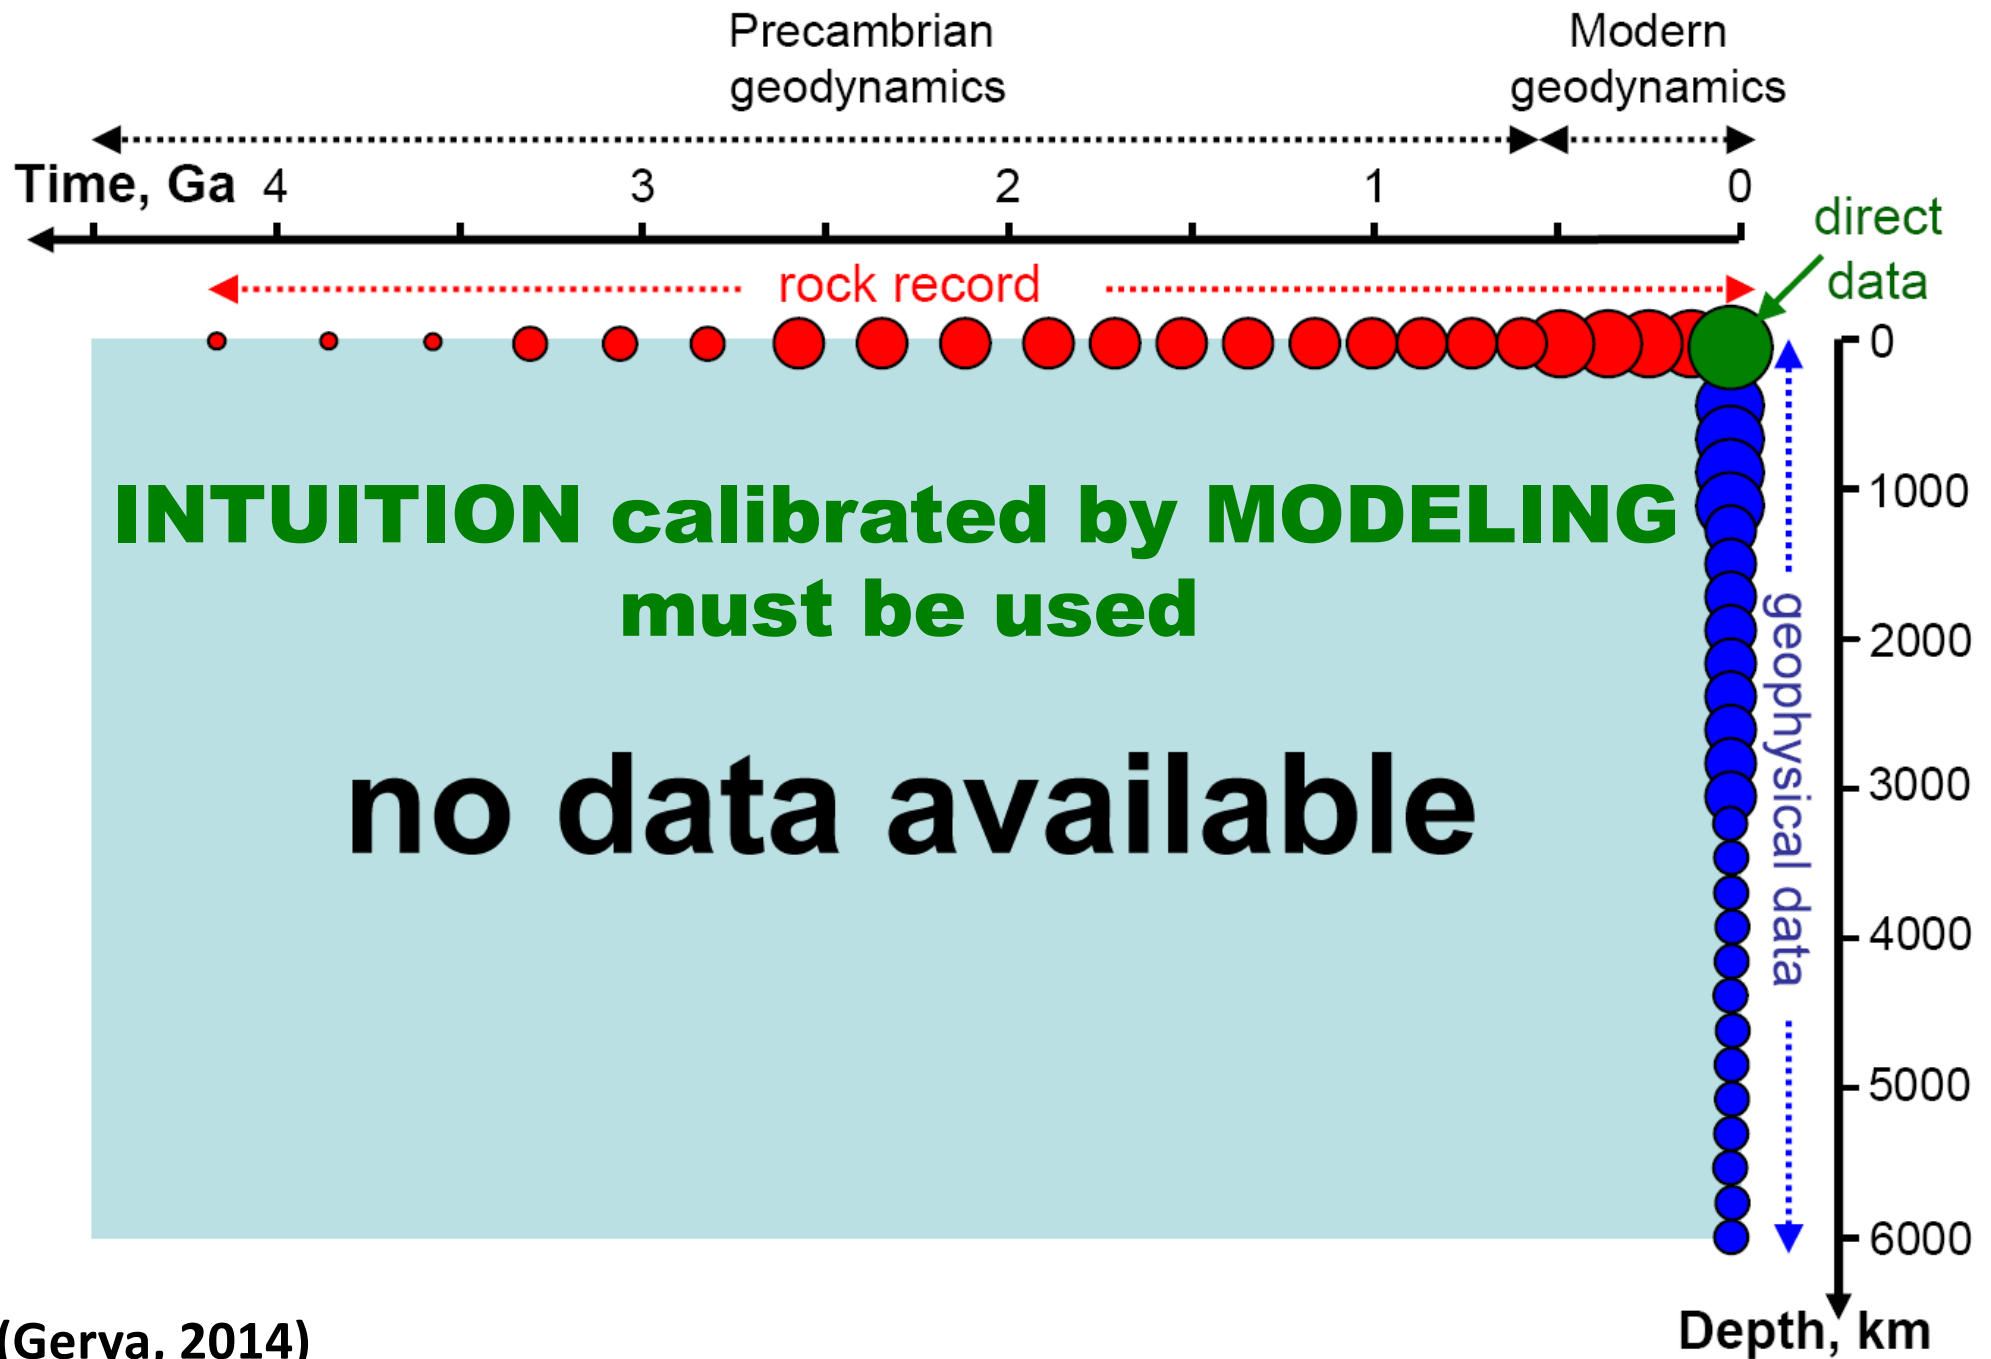 Precambrian
geodynamics
Modern
geodynamics
Time, Ga 4 3 2 1 0
direct
data
rock record
0
INTUITION calibrated by MODELING
must be used
1000
2000
geophysical data
no data available
3000
4000
5000
6000
Depth, km
(Gerya, 2014)